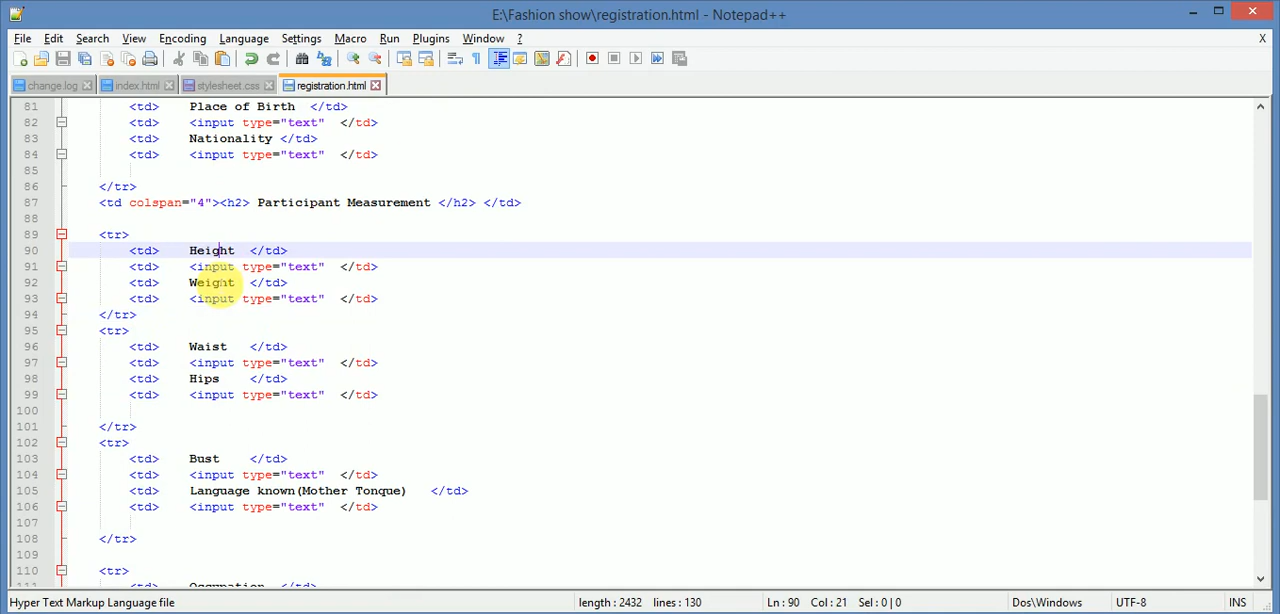 E:\Fashion show\registration.html - Notepad++
File Edit Search View Encoding Language Settings Macro Run Plugins Window ? X
change.log index.html stylesheet.css registration.html
81 <td> Place of Birth </td>
82 <td> <input type="text" </td>
83 <td> Nationality </td>
84 <td> <input type="text" </td>
85
86 </tr>
87 <td colspan="4"><h2> Participant Measurement </h2> </td>
88
89 <tr>
90 <td> Height </td>
91 <td> <input type="text" </td>
92 <td> Weight </td>
93 <td> <input type="text" </td>
94 </tr>
95 <tr>
96 <td> Waist </td>
97 <td> <input type="text" </td>
98 <td> Hips </td>
99 <td> <input type="text" </td>
100
101 </tr>
102 <tr>
103 <td> Bust </td>
104 <td> <input type="text" </td>
105 <td> Language known(Mother Tonque) </td>
106 <td> <input type="text" </td>
107
108 </tr>
109
110 <tr>
111 <td> Occupation </td>
Hyper Text Markup Language file length : 2432 lines : 130 Ln : 90 Col : 21 Sel : 0 | 0 Dos\Windows UTF-8 INS